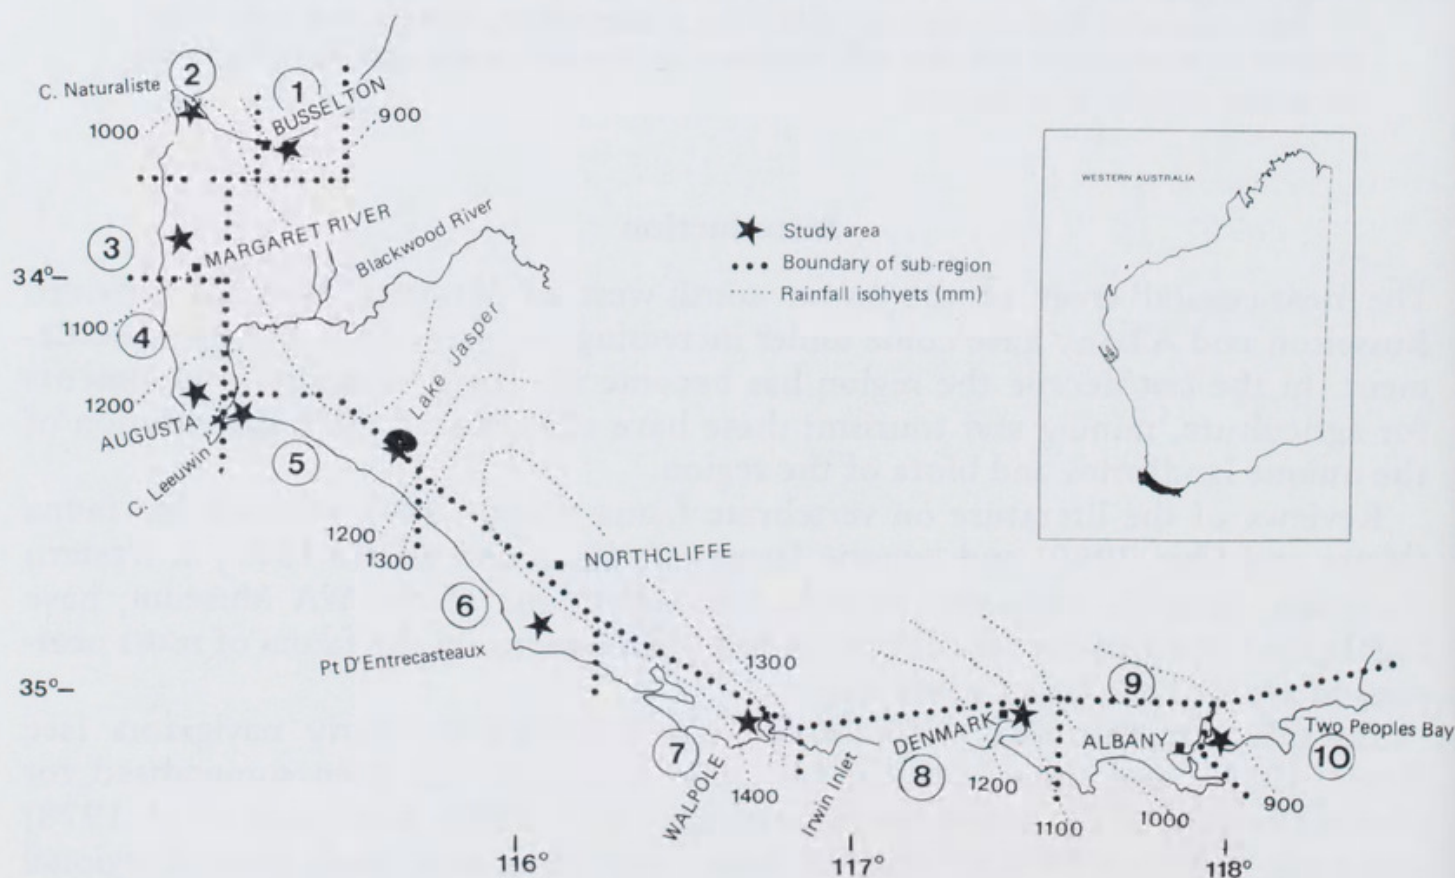 2
1
C. Naturaliste
BUSSELTON
1000
900
WESTERN AUSTRALIA
MARGARET RIVER
Blackwood River
3
Study area
Boundary of sub-region
Rainfall isohyets (mm)
34°
1100
4
Lake Jasper
1200
AUGUSTA
C. Leeuwin
5
1200
1300
NORTHCLIFFE
6
Pt D'Entrecasteaux
1300
35°
9
Two Peoples Bay
DENMARK
ALBANY
7
8
10
WALPOLE
1400
Irwin Inlet
1200
1100
1000
900
116°
117°
118°